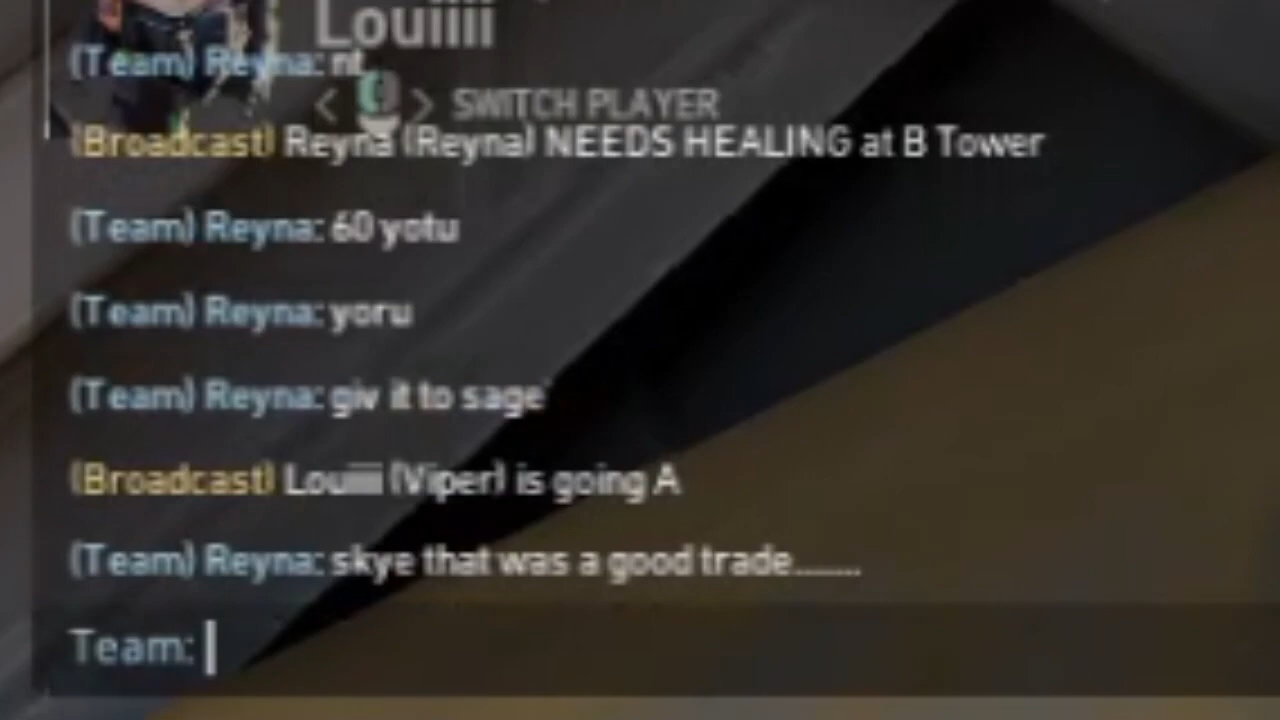 Louiiii
(Team) Reyna: nt
< > SWITCH PLAYER
(Broadcast) Reyna (Reyna) NEEDS HEALING at B Tower
(Team) Reyna: 60 yotu
(Team) Reyna: yoru
(Team) Reyna: giv it to sage'
(Broadcast) Louiiii (Viper) is going A
(Team) Reyna: skye that was a good trade.......
Team: